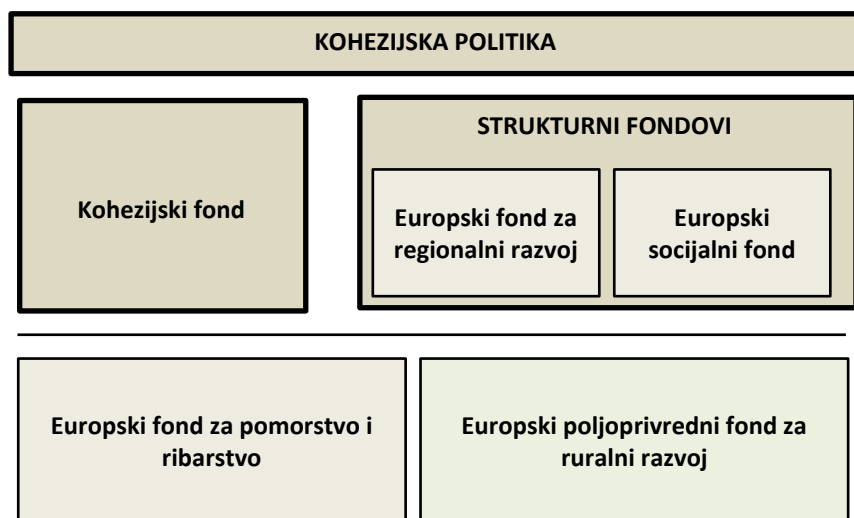 KOHEZIJSKA POLITIKA
STRUKTURNI FONDOVI
Kohezijski fond
Europski fond za
regionalni razvoj
Europski
socijalni fond
Europski fond za pomorstvo i
ribarstvo
Europski poljoprivredni fond za
ruralni razvoj